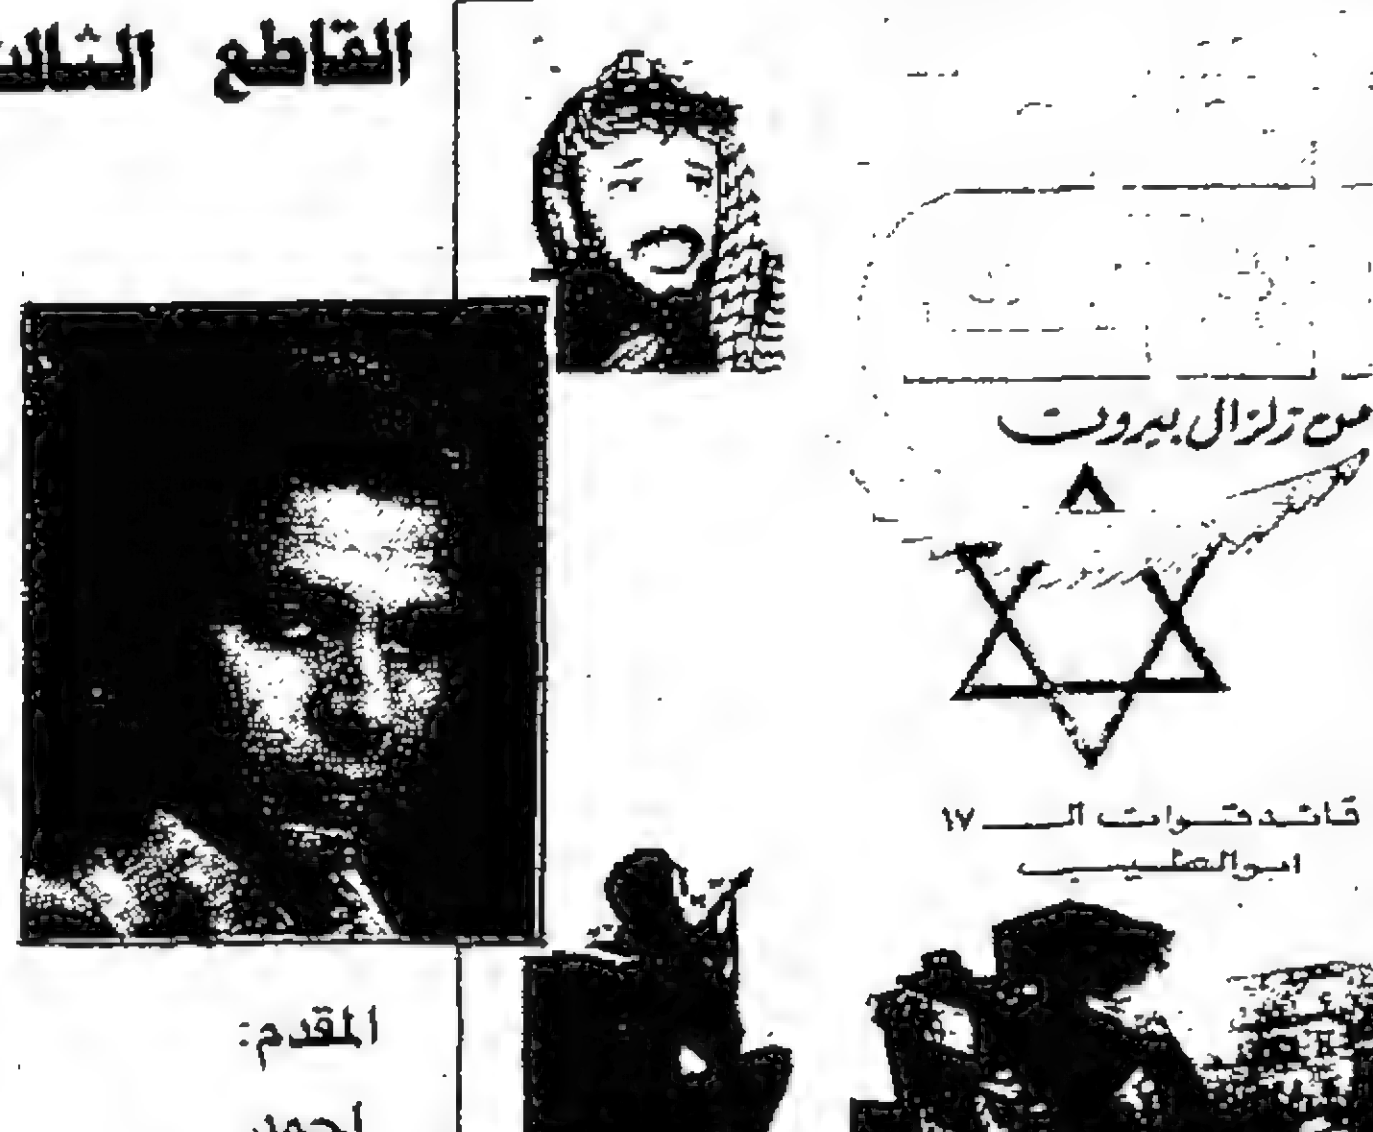 القاطع الثالث
من زلزال بيروت
قائد قوات الـ ١٧
ابو الطيب
المقدم: